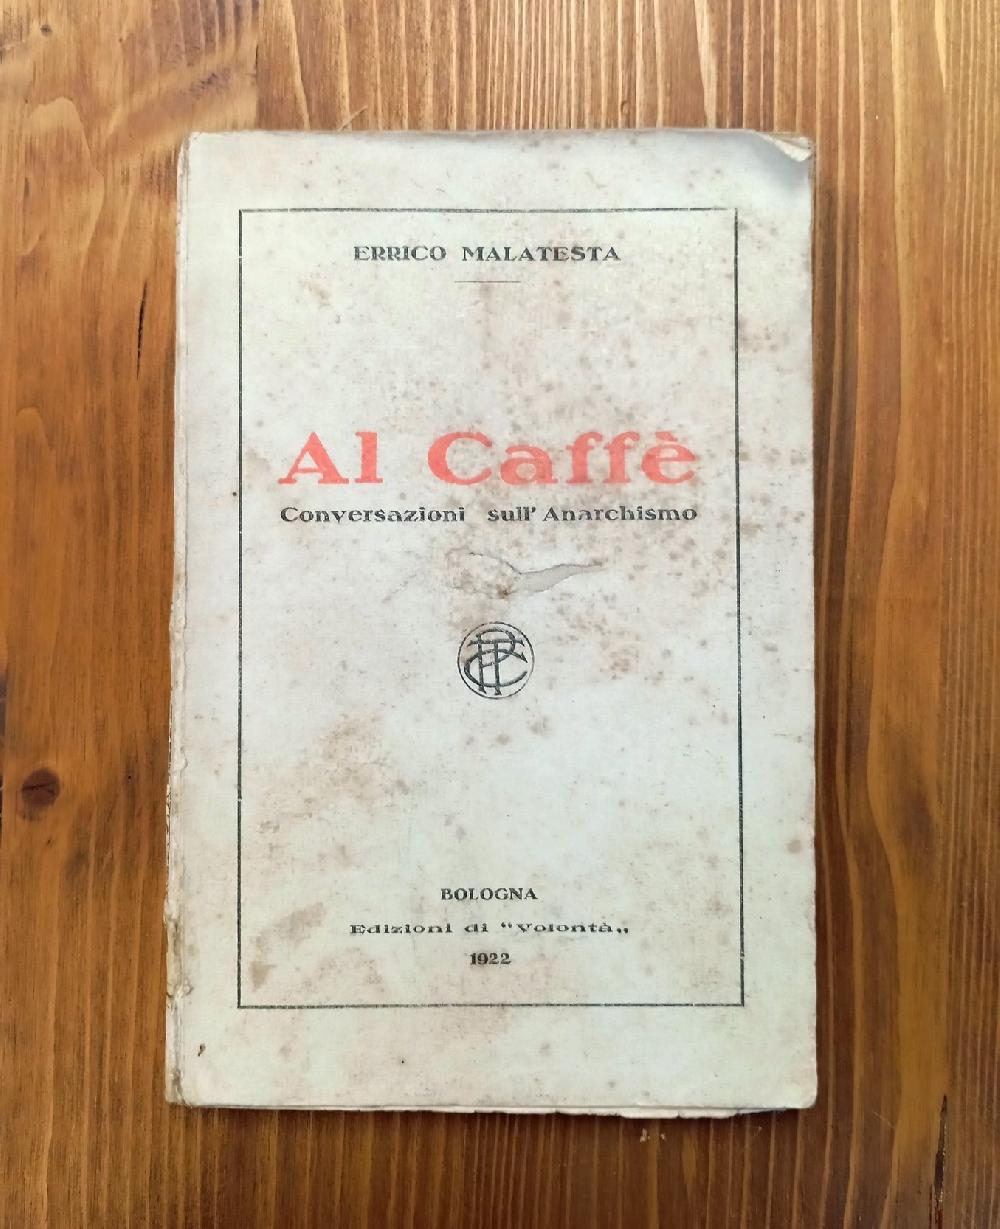 ERRICO MALATESTA
Al Caffè
Conversazioni sull' Anarchismo
BOLOGNA
Edizioni di “Volontà„
1922